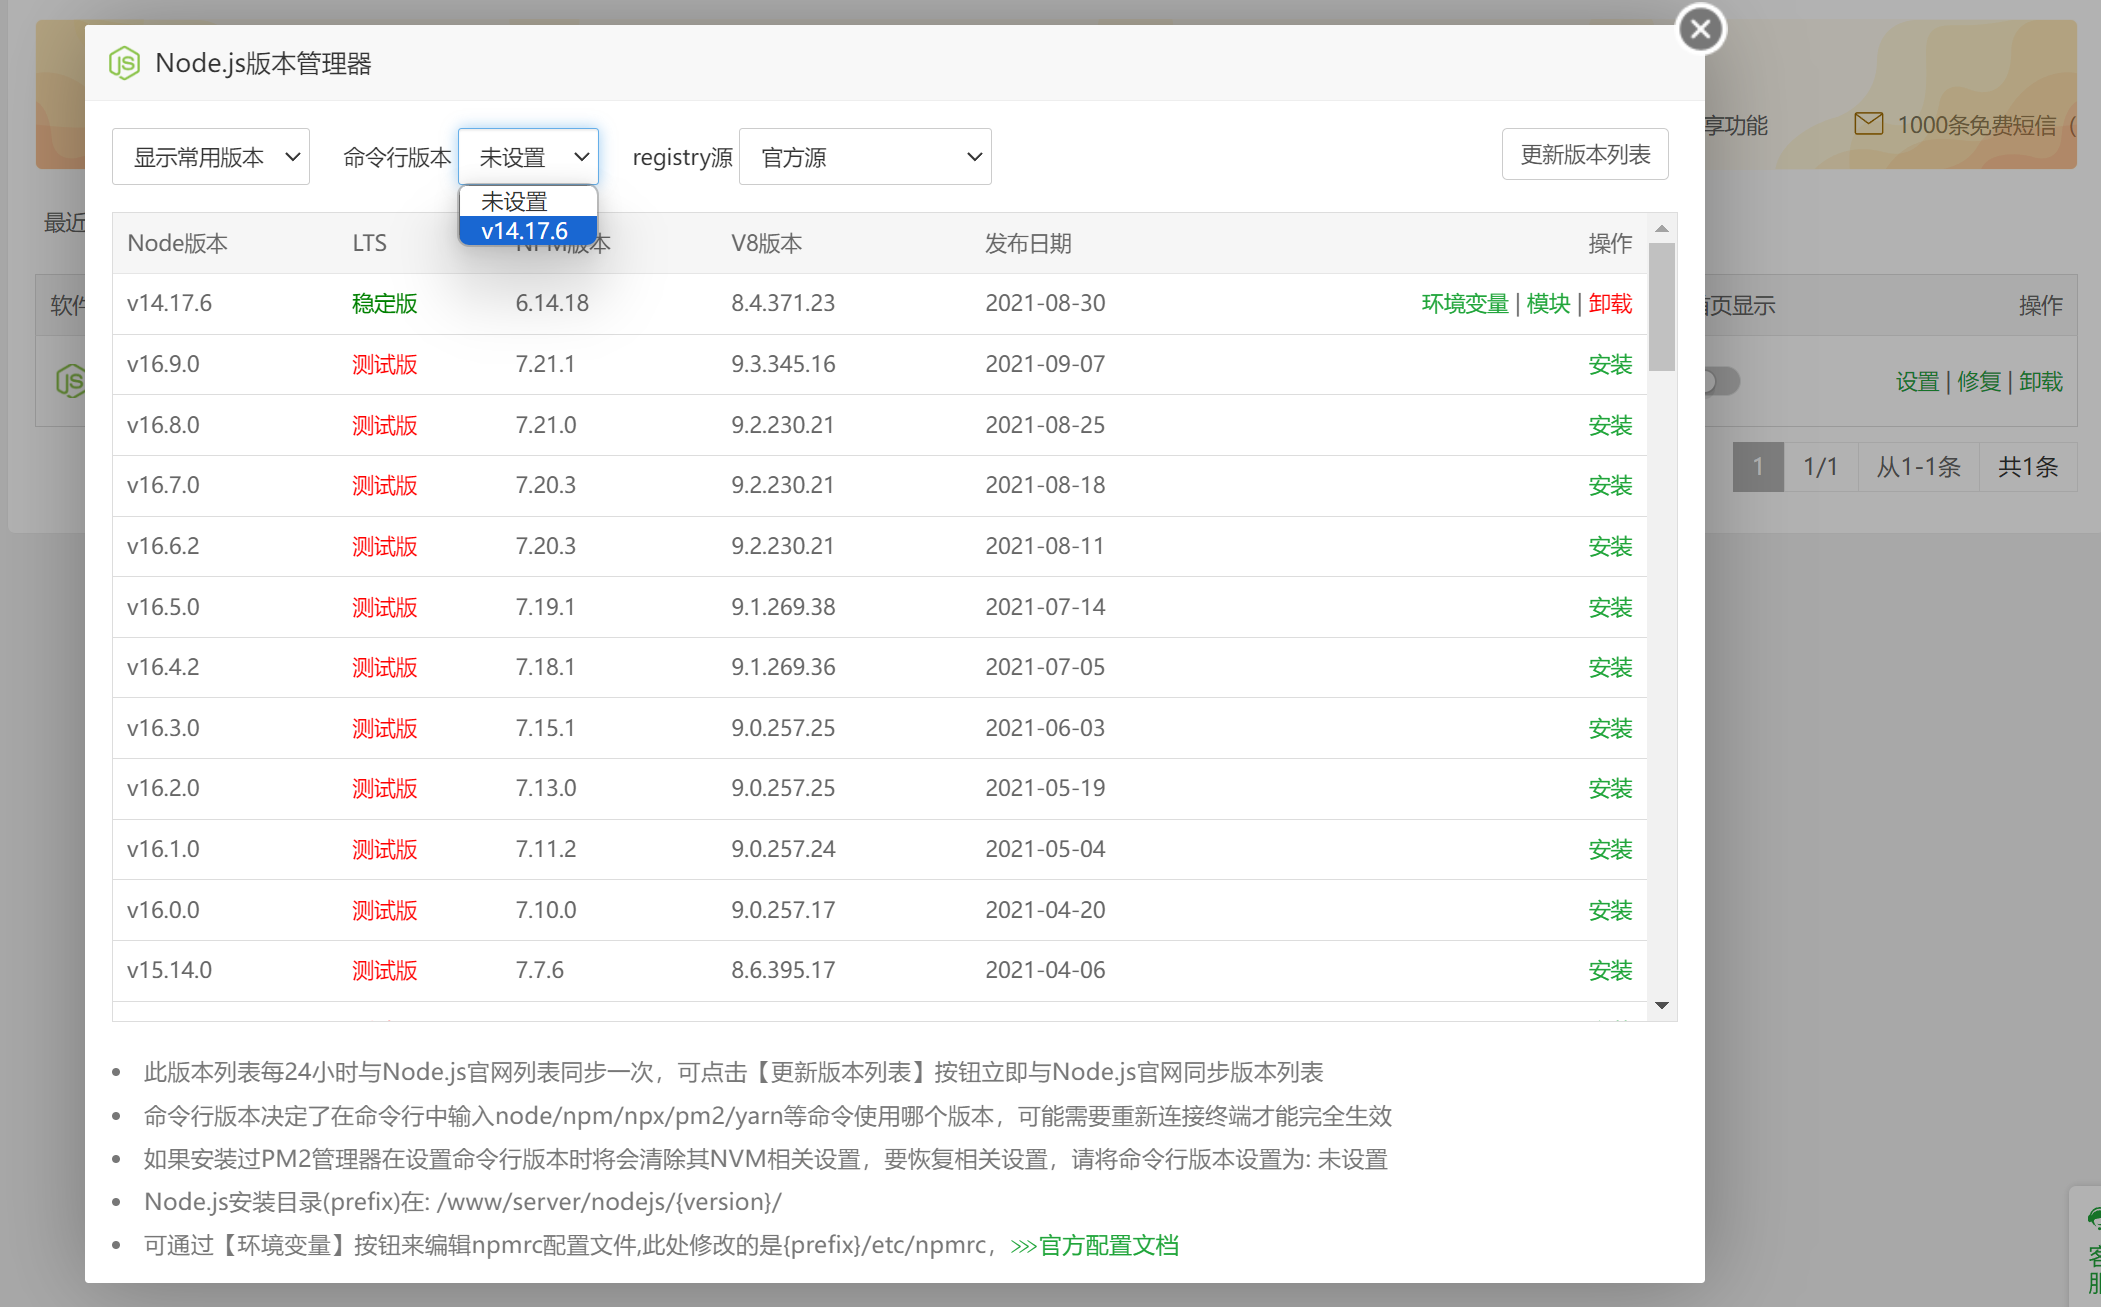 Node.js版本管理器
享功能
1000条免费短信
显示常用版本 命令行版本 未设置 registry源 官方源 更新版本列表
未设置
v14.17.6
最近
Node版本 LTS NPM版本 V8版本 发布日期 操作
v14.17.6 稳定版 6.14.18 8.4.371.23 2021-08-30 环境变量 | 模块 | 卸载
v16.9.0 测试版 7.21.1 9.3.345.16 2021-09-07 安装
v16.8.0 测试版 7.21.0 9.2.230.21 2021-08-25 安装
v16.7.0 测试版 7.20.3 9.2.230.21 2021-08-18 安装
v16.6.2 测试版 7.20.3 9.2.230.21 2021-08-11 安装
v16.5.0 测试版 7.19.1 9.1.269.38 2021-07-14 安装
v16.4.2 测试版 7.18.1 9.1.269.36 2021-07-05 安装
v16.3.0 测试版 7.15.1 9.0.257.25 2021-06-03 安装
v16.2.0 测试版 7.13.0 9.0.257.25 2021-05-19 安装
v16.1.0 测试版 7.11.2 9.0.257.24 2021-05-04 安装
v16.0.0 测试版 7.10.0 9.0.257.17 2021-04-20 安装
v15.14.0 测试版 7.7.6 8.6.395.17 2021-04-06 安装
软件 首页显示 操作
设置 | 修复 | 卸载
1 1/1 从1-1条 共1条
此版本列表每24小时与Node.js官网列表同步一次，可点击【更新版本列表】按钮立即与Node.js官网同步版本列表
命令行版本决定了在命令行中输入node/npm/npx/pm2/yarn等命令使用哪个版本，可能需要重新连接终端才能完全生效
如果安装过PM2管理器在设置命令行版本时将会清除其NVM相关设置，要恢复相关设置，请将命令行版本设置为: 未设置
Node.js安装目录(prefix)在: /www/server/nodejs/{version}/
可通过【环境变量】按钮来编辑npmrc配置文件,此处修改的是{prefix}/etc/npmrc，>>>官方配置文档
客
服